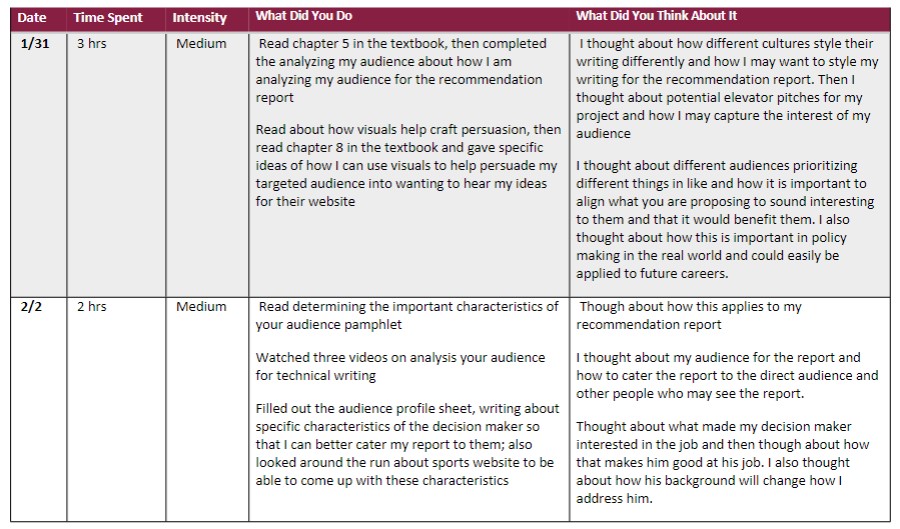 Date Time Spent Intensity What Did You Do What Did You Think About It
1/31 3 hrs Medium
Read chapter 5 in the textbook, then completed
the analyzing my audience about how I am
analyzing my audience for the recommendation
report
Read about how visuals help craft persuasion, then
read chapter 8 in the textbook and gave specific
ideas of how I can use visuals to help persuade my
targeted audience into wanting to hear my ideas
for their website
I thought about how different cultures style their
writing differently and how I may want to style my
writing for the recommendation report. Then I
thought about potential elevator pitches for my
project and how I may capture the interest of my
audience
I thought about different audiences prioritizing
different things in like and how it is important to
align what you are proposing to sound interesting
to them and that it would benefit them. I also
thought about how this is important in policy
making in the real world and could easily be
applied to future careers.
2/2 2 hrs Medium
Read determining the important characteristics of
your audience pamphlet
Watched three videos on analysis your audience
for technical writing
Filled out the audience profile sheet, writing about
specific characteristics of the decision maker so
that I can better cater my report to them; also
looked around the run about sports website to be
able to come up with these characteristics
Though about how this applies to my
recommendation report
I thought about my audience for the report and
how to cater the report to the direct audience and
other people who may see the report.
Thought about what made my decision maker
interested in the job and then though about how
that makes him good at his job. I also thought
about how his background will change how I
address him.